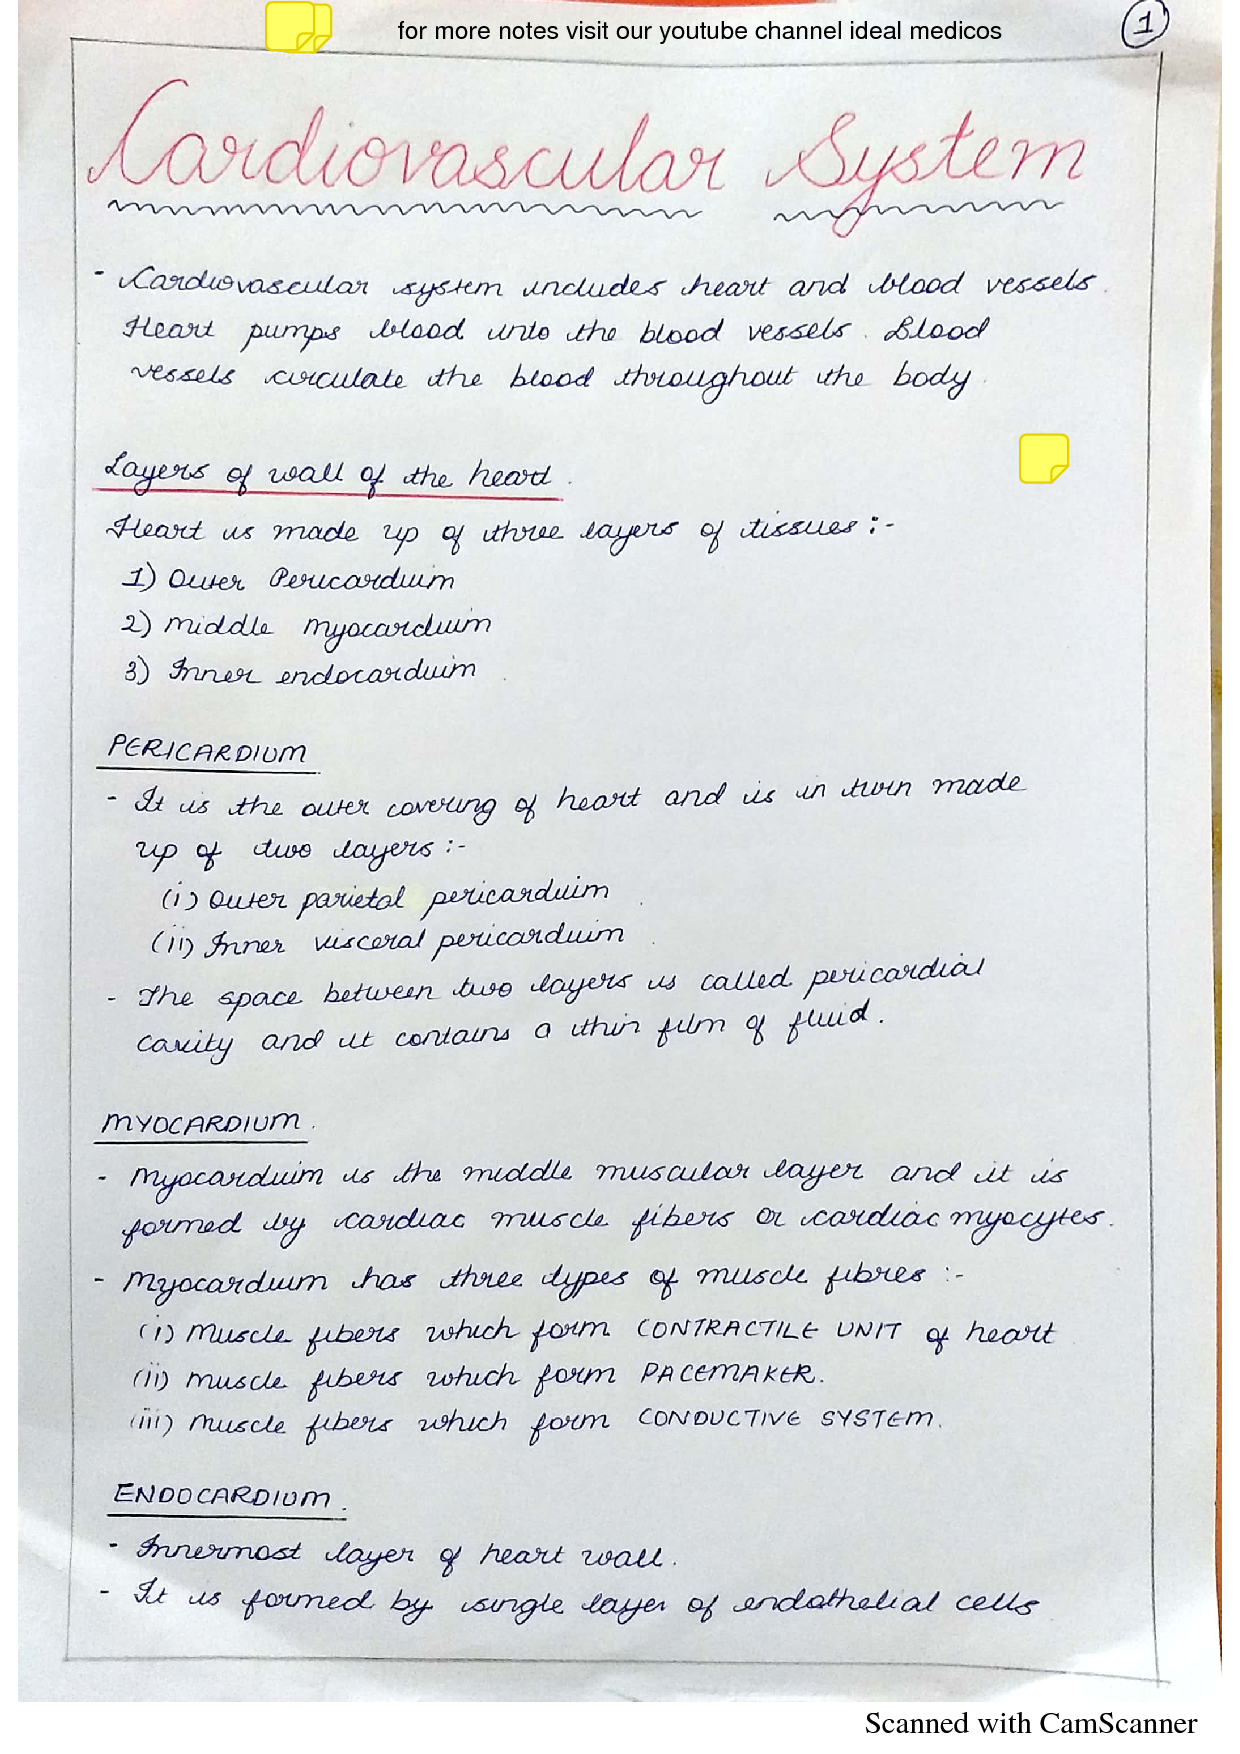 for more notes visit our youtube channel ideal medicos
1
Cardiovascular System
- Cardiovascular system includes heart and blood vessels.
Heart pumps blood into the blood vessels. Blood
vessels circulate the blood throughout the body.
Layers of wall of the heart.
Heart is made up of three layers of tissues :-
1) Outer Pericardium
2) Middle myocardium
3) Inner endocardium
PERICARDIUM
- It is the outer covering of heart and is in turn made
up of two layers :-
(i) Outer parietal pericardium
(ii) Inner visceral pericardium
- The space between two layers is called pericardial
cavity and it contains a thin film of fluid.
MYOCARDIUM.
- Myocardium is the middle muscular layer and it is
formed by cardiac muscle fibers or cardiac myocytes.
- Myocardium has three types of muscle fibres :-
(i) Muscle fibers which form CONTRACTILE UNIT of heart
(ii) Muscle fibers which form PACEMAKER.
(iii) Muscle fibers which form CONDUCTIVE SYSTEM.
ENDOCARDIUM.
- Innermost layer of heart wall.
- It is formed by single layer of endothelial cells
Scanned with CamScanner